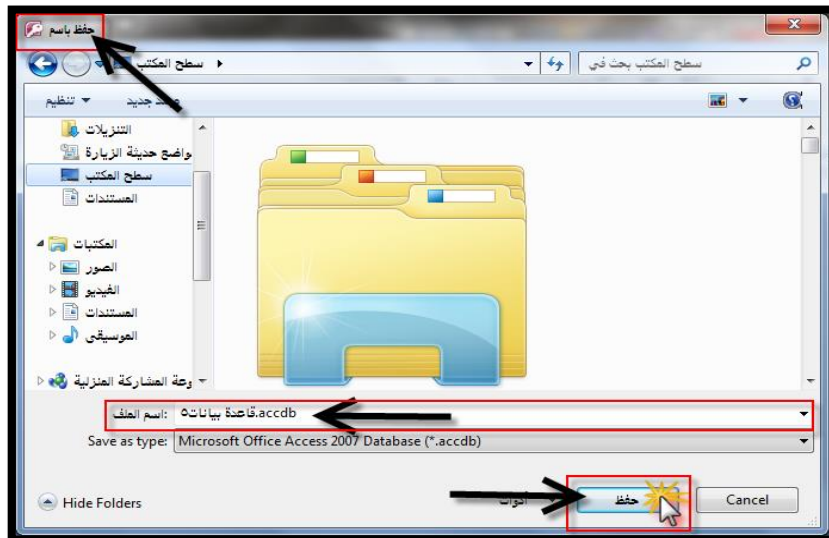 حفظ باسم
سطح المكتب
سطح المكتب بحث في
تنظيم
جديد
التنزيلات
واضع حديثة الزيارة
سطح المكتب
المستندات
المكتبات
الصور
الفيديو
المستندات
الموسيقى
وعة المشاركة المنزلية
اسم الملف: قاعدة بيانات٥.accdb
Save as type: Microsoft Office Access 2007 Database (*.accdb)
Hide Folders
أدوات
حفظ
Cancel